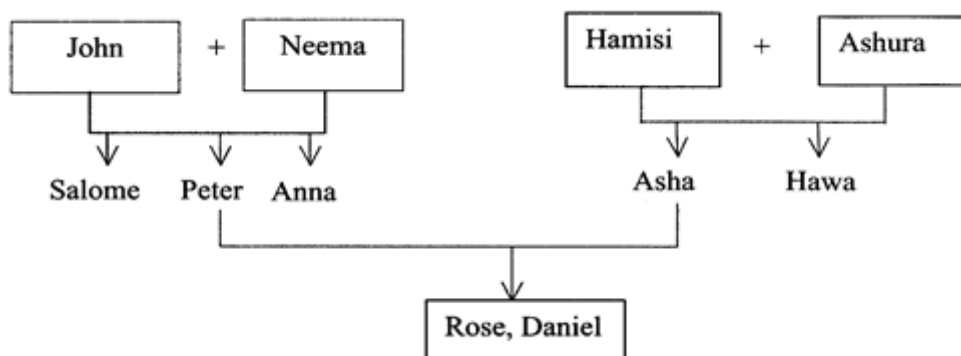 John + Neema Hamisi + Ashura
Salome Peter Anna Asha Hawa
Rose, Daniel